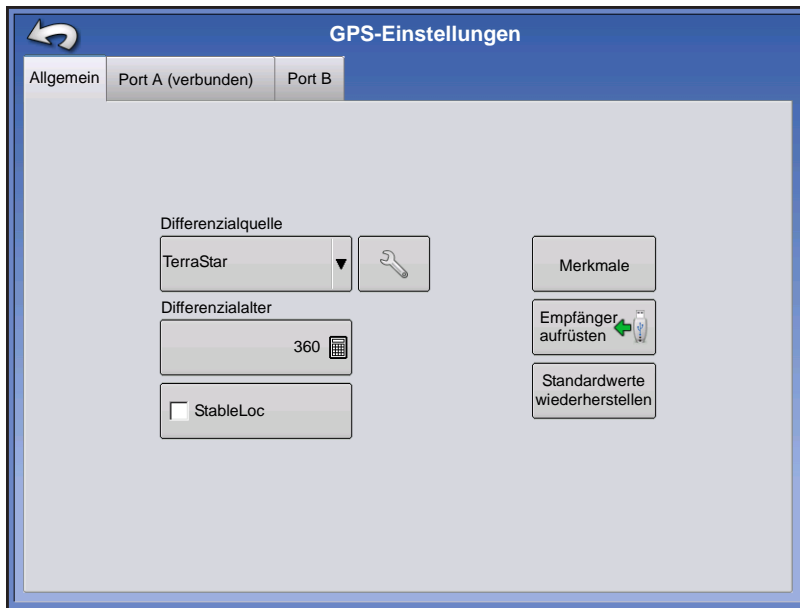 GPS-Einstellungen
Allgemein
Port A (verbunden)
Port B
Differenzialquelle
TerraStar
Differenzialalter
360
StableLoc
Merkmale
Empfänger
aufrüsten
Standardwerte
wiederherstellen